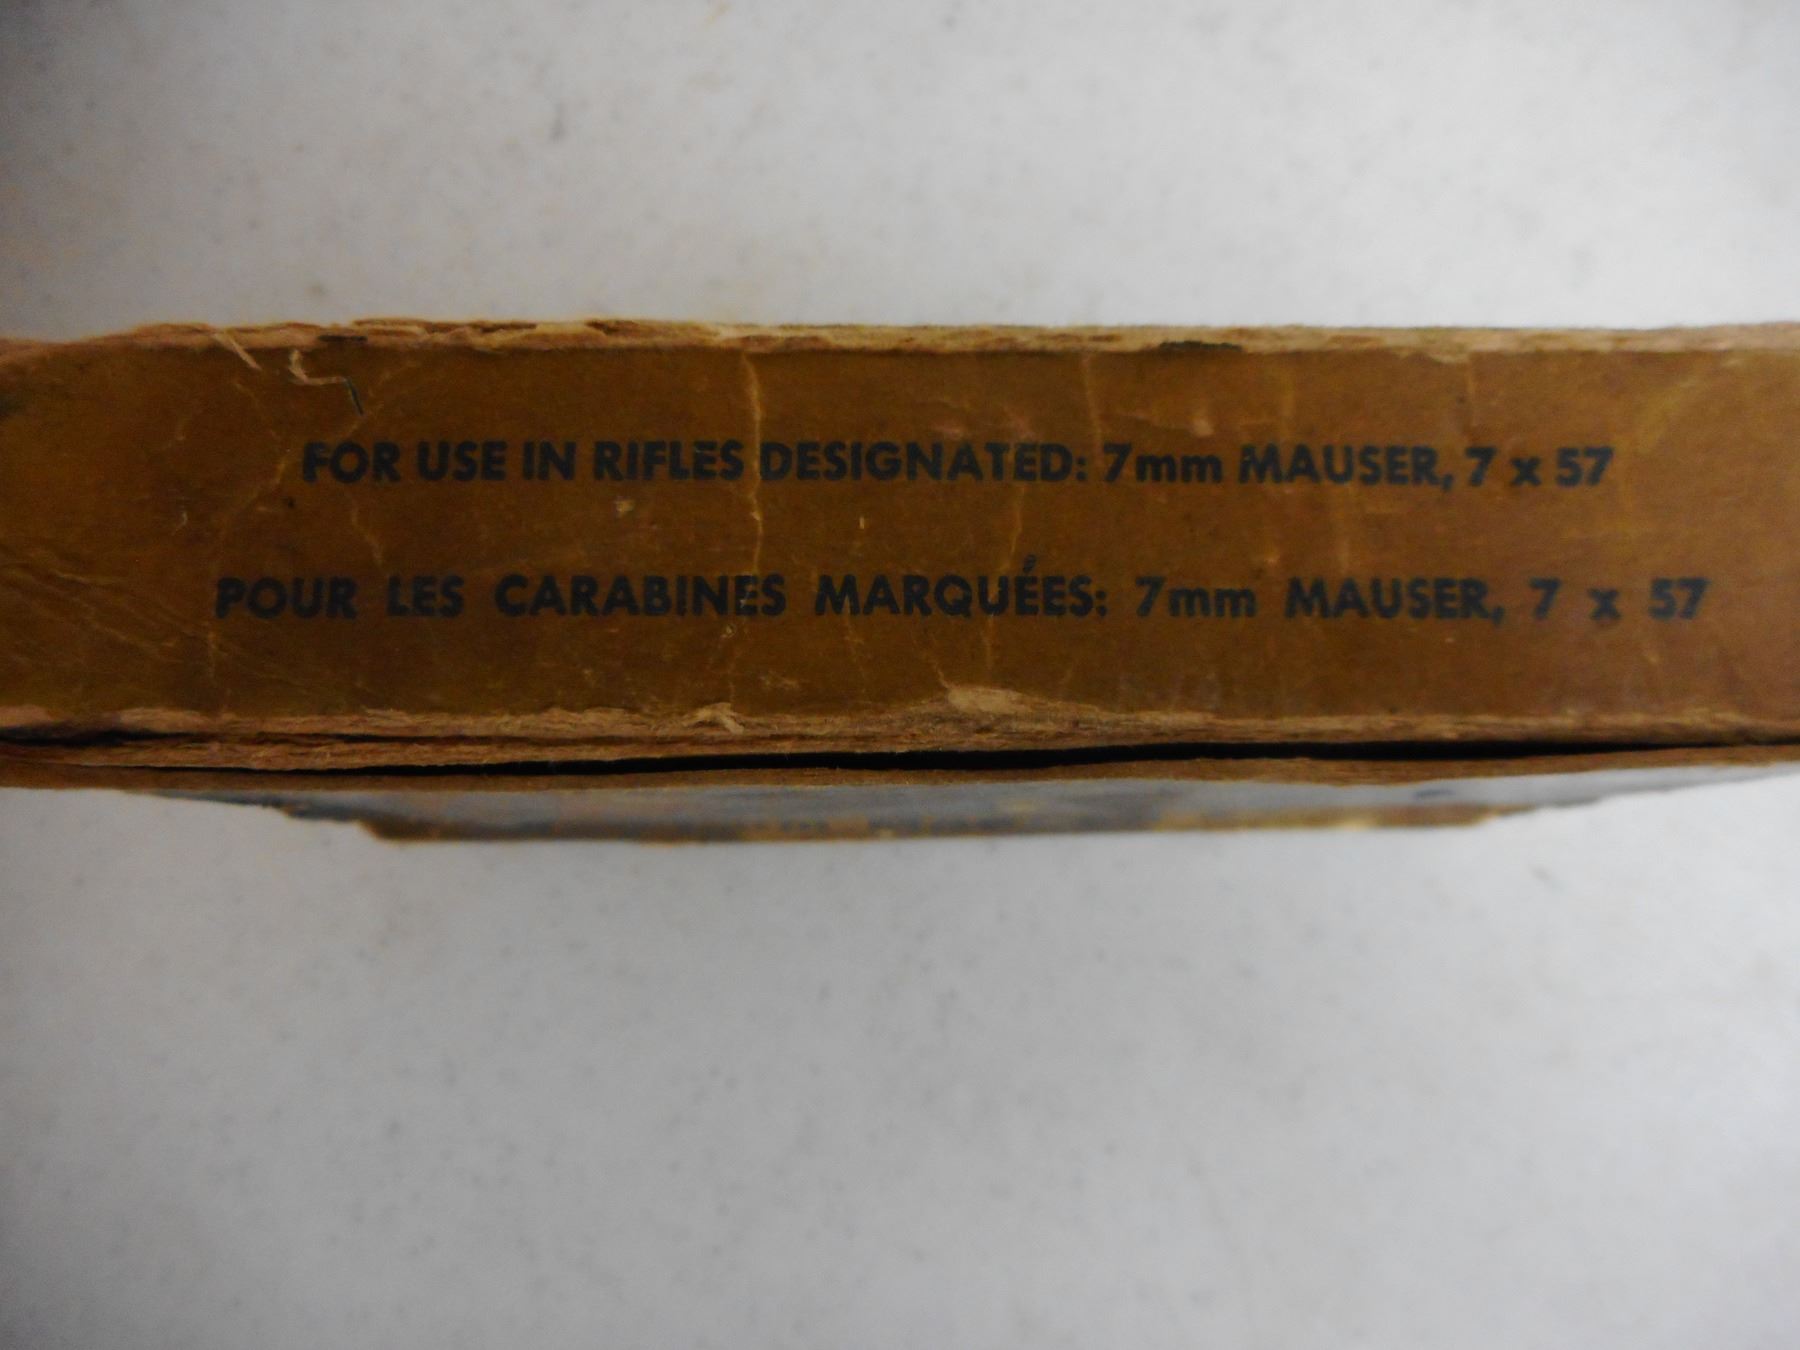 FOR USE IN RIFLES DESIGNATED: 7mm MAUSER, 7 x 57
POUR LES CARABINES MARQUÉES: 7mm MAUSER, 7 x 57